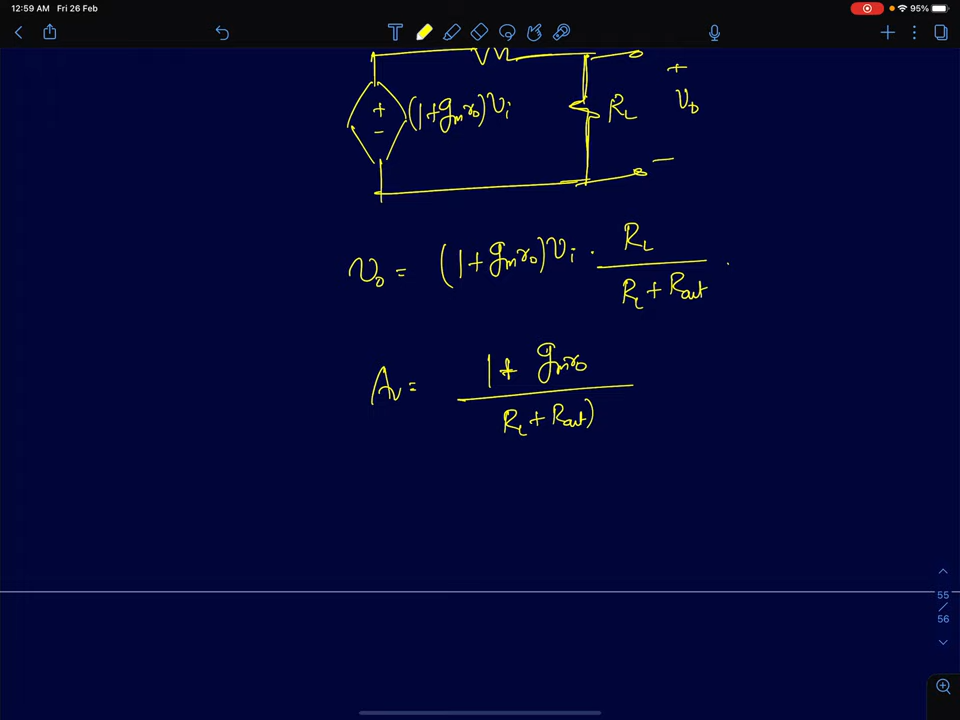 12:59 AM Fri 26 Feb 95%
T
+
− (1+gmro)Vi RL + Vo −
Vo = (1+gmro)Vi · RL / (RL + Rout) .
Av = 1 + gmro / RL + Rout)
55
/
56